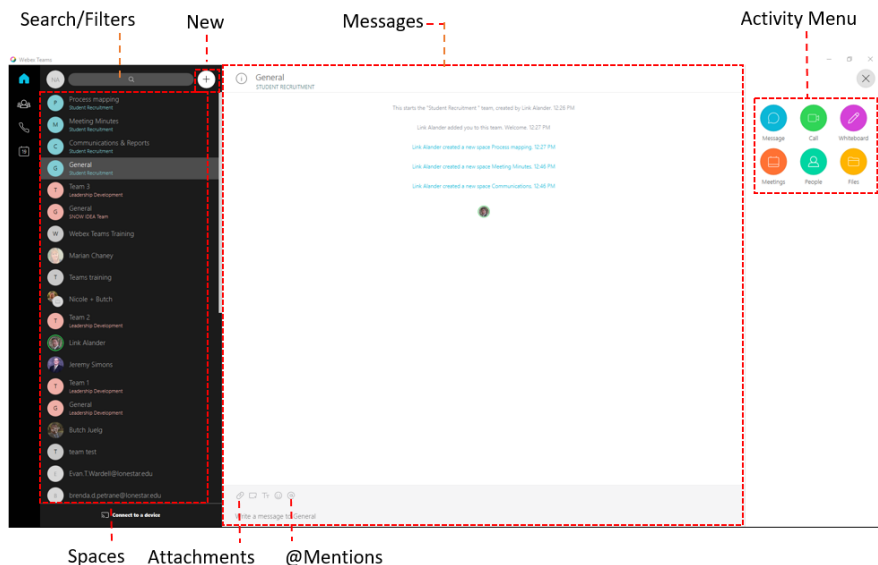 Search/Filters
New
Messages
Activity Menu
Webex Teams
NA
General
STUDENT RECRUITMENT
P
Process mapping
Student Recruitment
M
Meeting Minutes
Student Recruitment
C
Communications & Reports
Student Recruitment
G
General
Student Recruitment
T
Team 3
Leadership Development
G
General
SNOW IDEA Team
W
Webex Teams Training
Marian Chaney
T
Teams training
Nicole + Butch
T
Team 2
Leadership Development
Link Alander
Jeremy Simons
T
Team 1
Leadership Development
G
General
Leadership Development
Butch Juelg
T
team test
Evan.T.Wardell@lonestar.edu
brenda.d.petrane@lonestar.edu
Connect to a device
This starts the "Student Recruitment" team, created by Link Alander. 12:26 PM
Link Alander added you to this team. Welcome. 12:27 PM
Link Alander created a new space Process mapping. 12:27 PM
Link Alander created a new space Meeting Minutes. 12:46 PM
Link Alander created a new space Communications. 12:46 PM
Write a message to General
Message
Call
Whiteboard
Meetings
People
Files
Spaces
Attachments
@Mentions